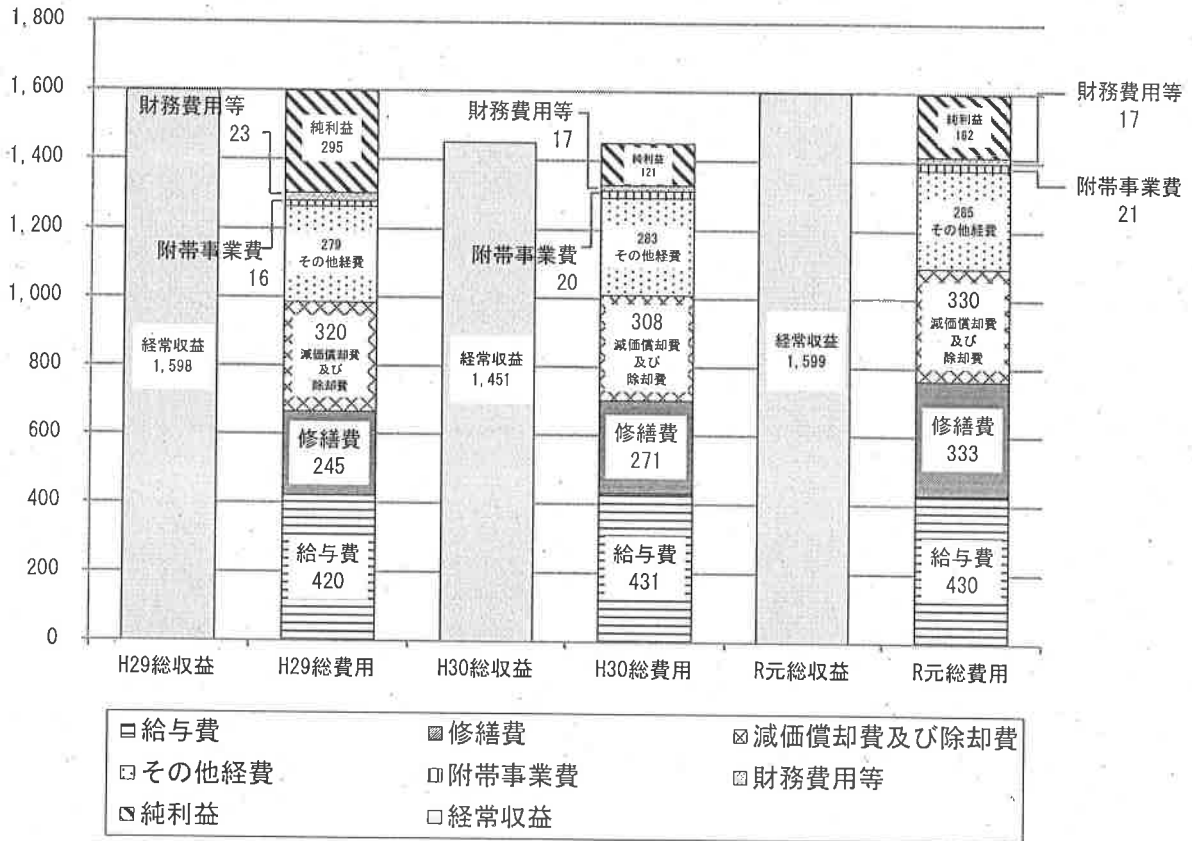 1,800
1,600
1,400
1,200
1,000
800
600
400
200
0
経常収益
1,598
財務費用等
23
附帯事業費
16
純利益
295
279
その他経費
320
減価償却費
及び
除却費
修繕費
245
給与費
420
経常収益
1,451
財務費用等
17
附帯事業費
20
純利益
121
283
その他経費
308
減価償却費
及び
除却費
修繕費
271
給与費
431
経常収益
1,599
純利益
182
285
その他経費
330
減価償却費
及び
除却費
修繕費
333
給与費
430
財務費用等
17
附帯事業費
21
H29総収益 H29総費用 H30総収益 H30総費用 R元総収益 R元総費用
給与費 修繕費 減価償却費及び除却費
その他経費 附帯事業費 財務費用等
純利益 経常収益